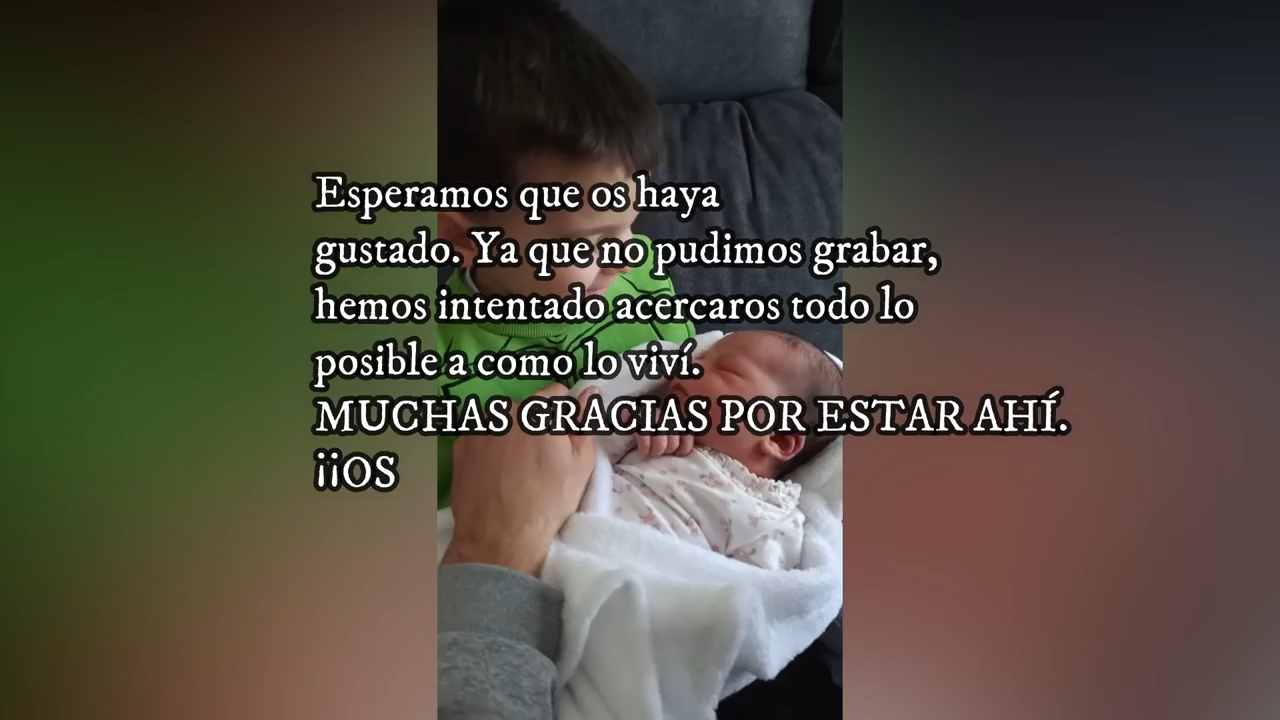 Esperamos que os haya
gustado. Ya que no pudimos grabar,
hemos intentado acercaros todo lo
posible a como lo viví.
MUCHAS GRACIAS POR ESTAR AHÍ.
¡¡OS